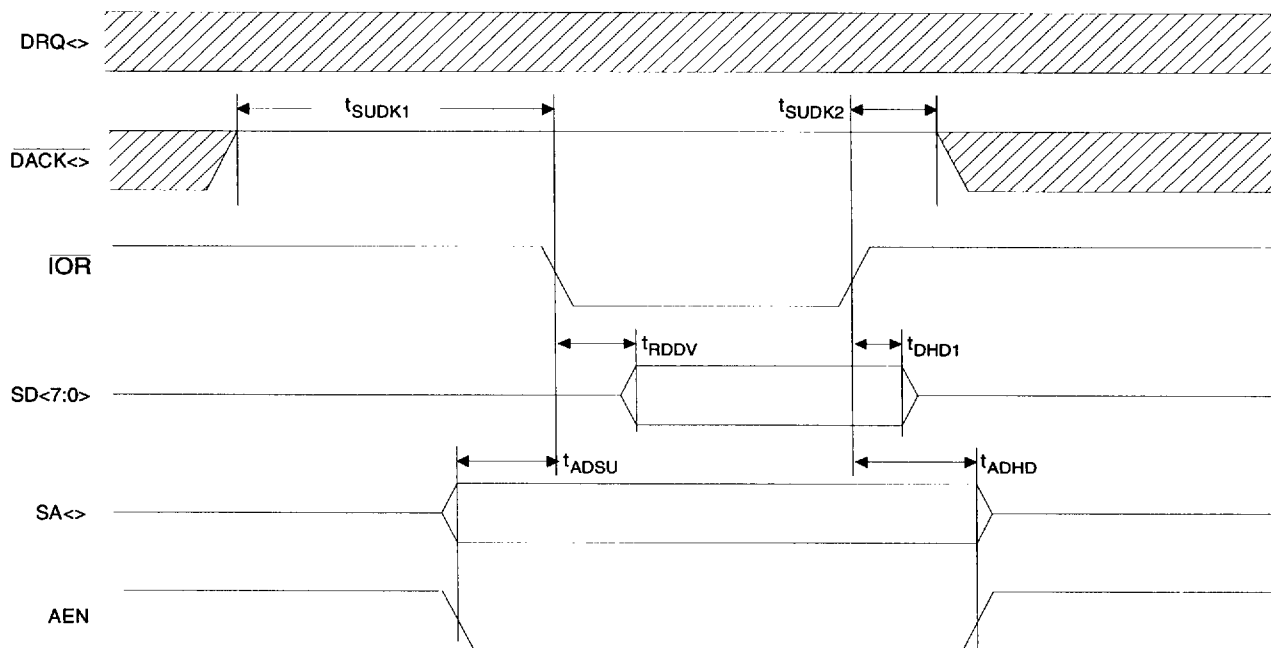 DRQ<>
tSUDK1
tSUDK2
DACK<>
IOR
tRDDV
tDHD1
SD<7:0>
tADSU
tADHD
SA<>
AEN